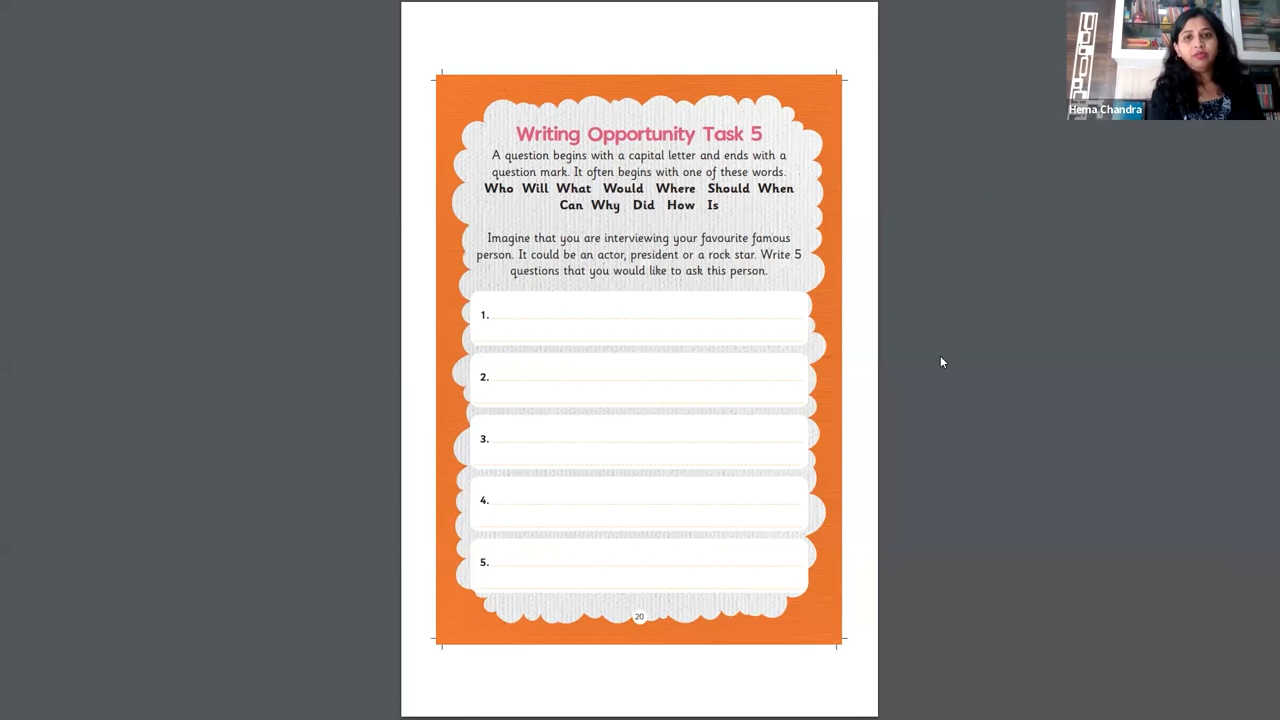 Hema Chandra
Writing Opportunity Task 5
A question begins with a capital letter and ends with a
question mark. It often begins with one of these words.
Who Will What Would Where Should When
Can Why Did How Is
Imagine that you are interviewing your favourite famous
person. It could be an actor, president or a rock star. Write 5
questions that you would like to ask this person.
1.
2.
3.
4.
5.
20